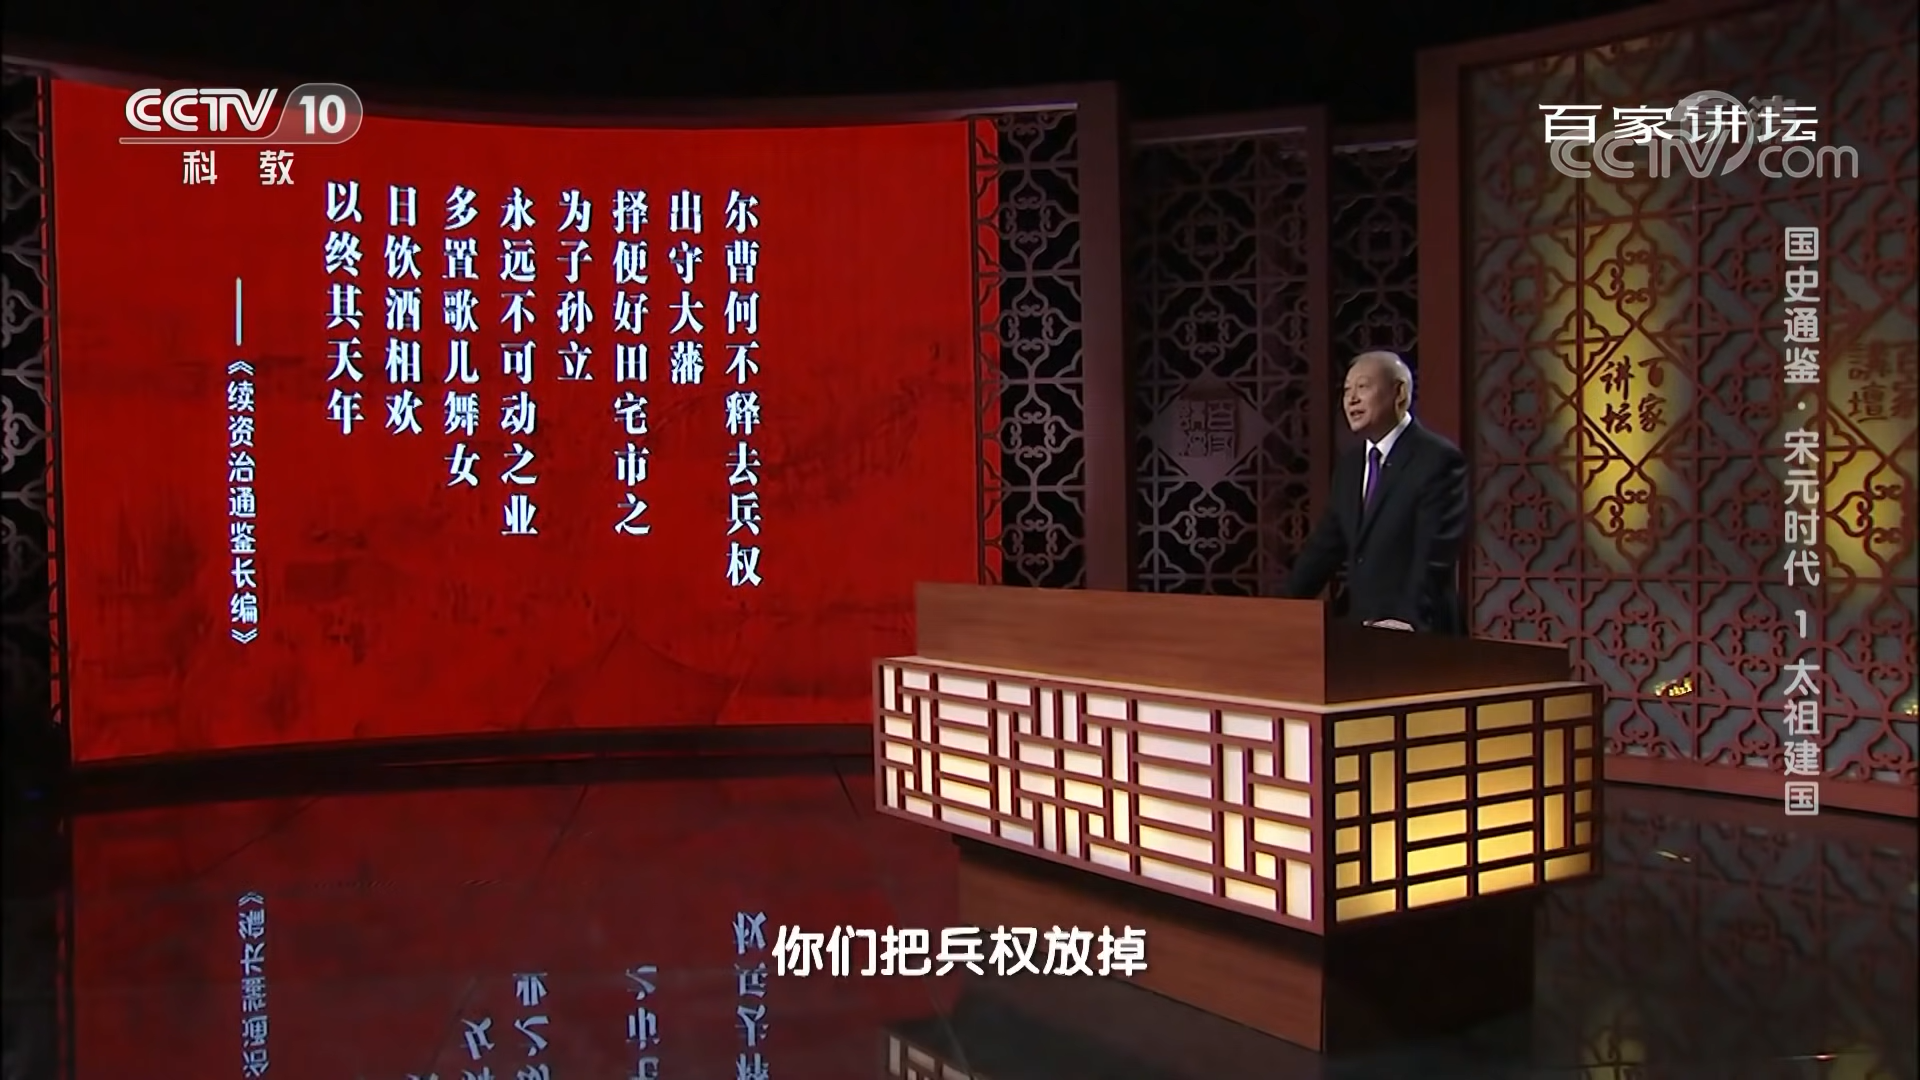 CCTV 10
科 教
百家讲坛
CCTV.com
尔曹何不释去兵权
出守大藩
择便好田宅市之
为子孙立
永远不可动之业
多置歌儿舞女
日饮酒相欢
以终其天年
——《续资治通鉴长编》
国史通鉴·宋元时代 1 太祖建国
百家
讲坛
你们把兵权放掉